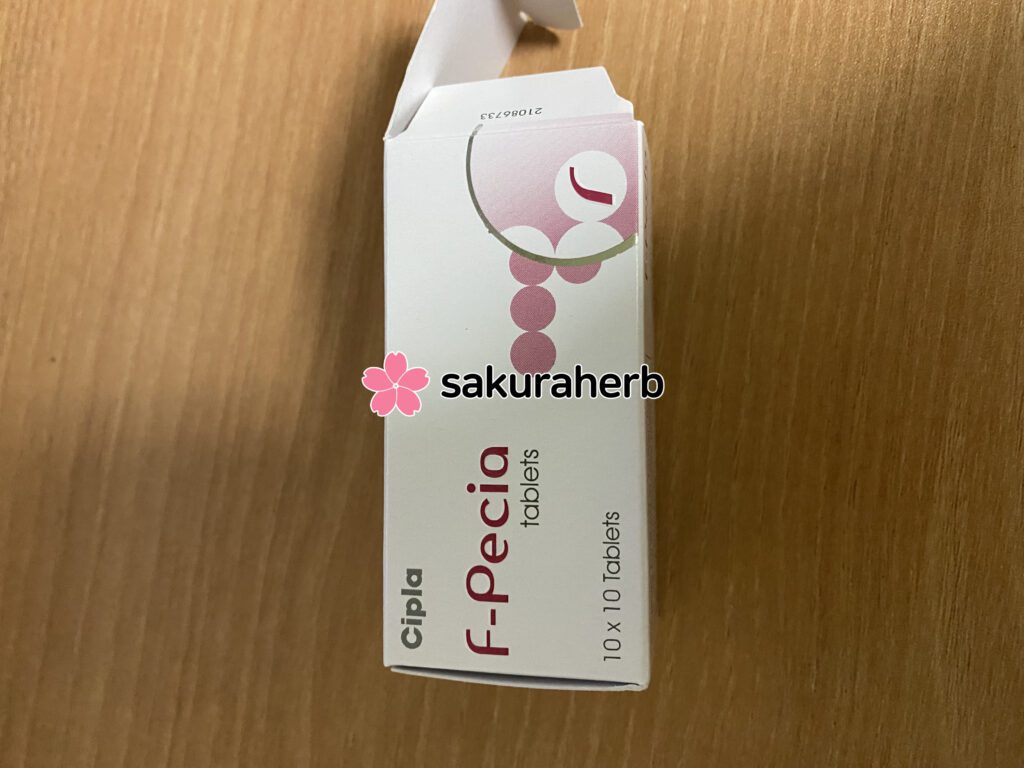 21086733
Cipla
F-Pecia
tablets
10 x 10 Tablets
sakuraherb